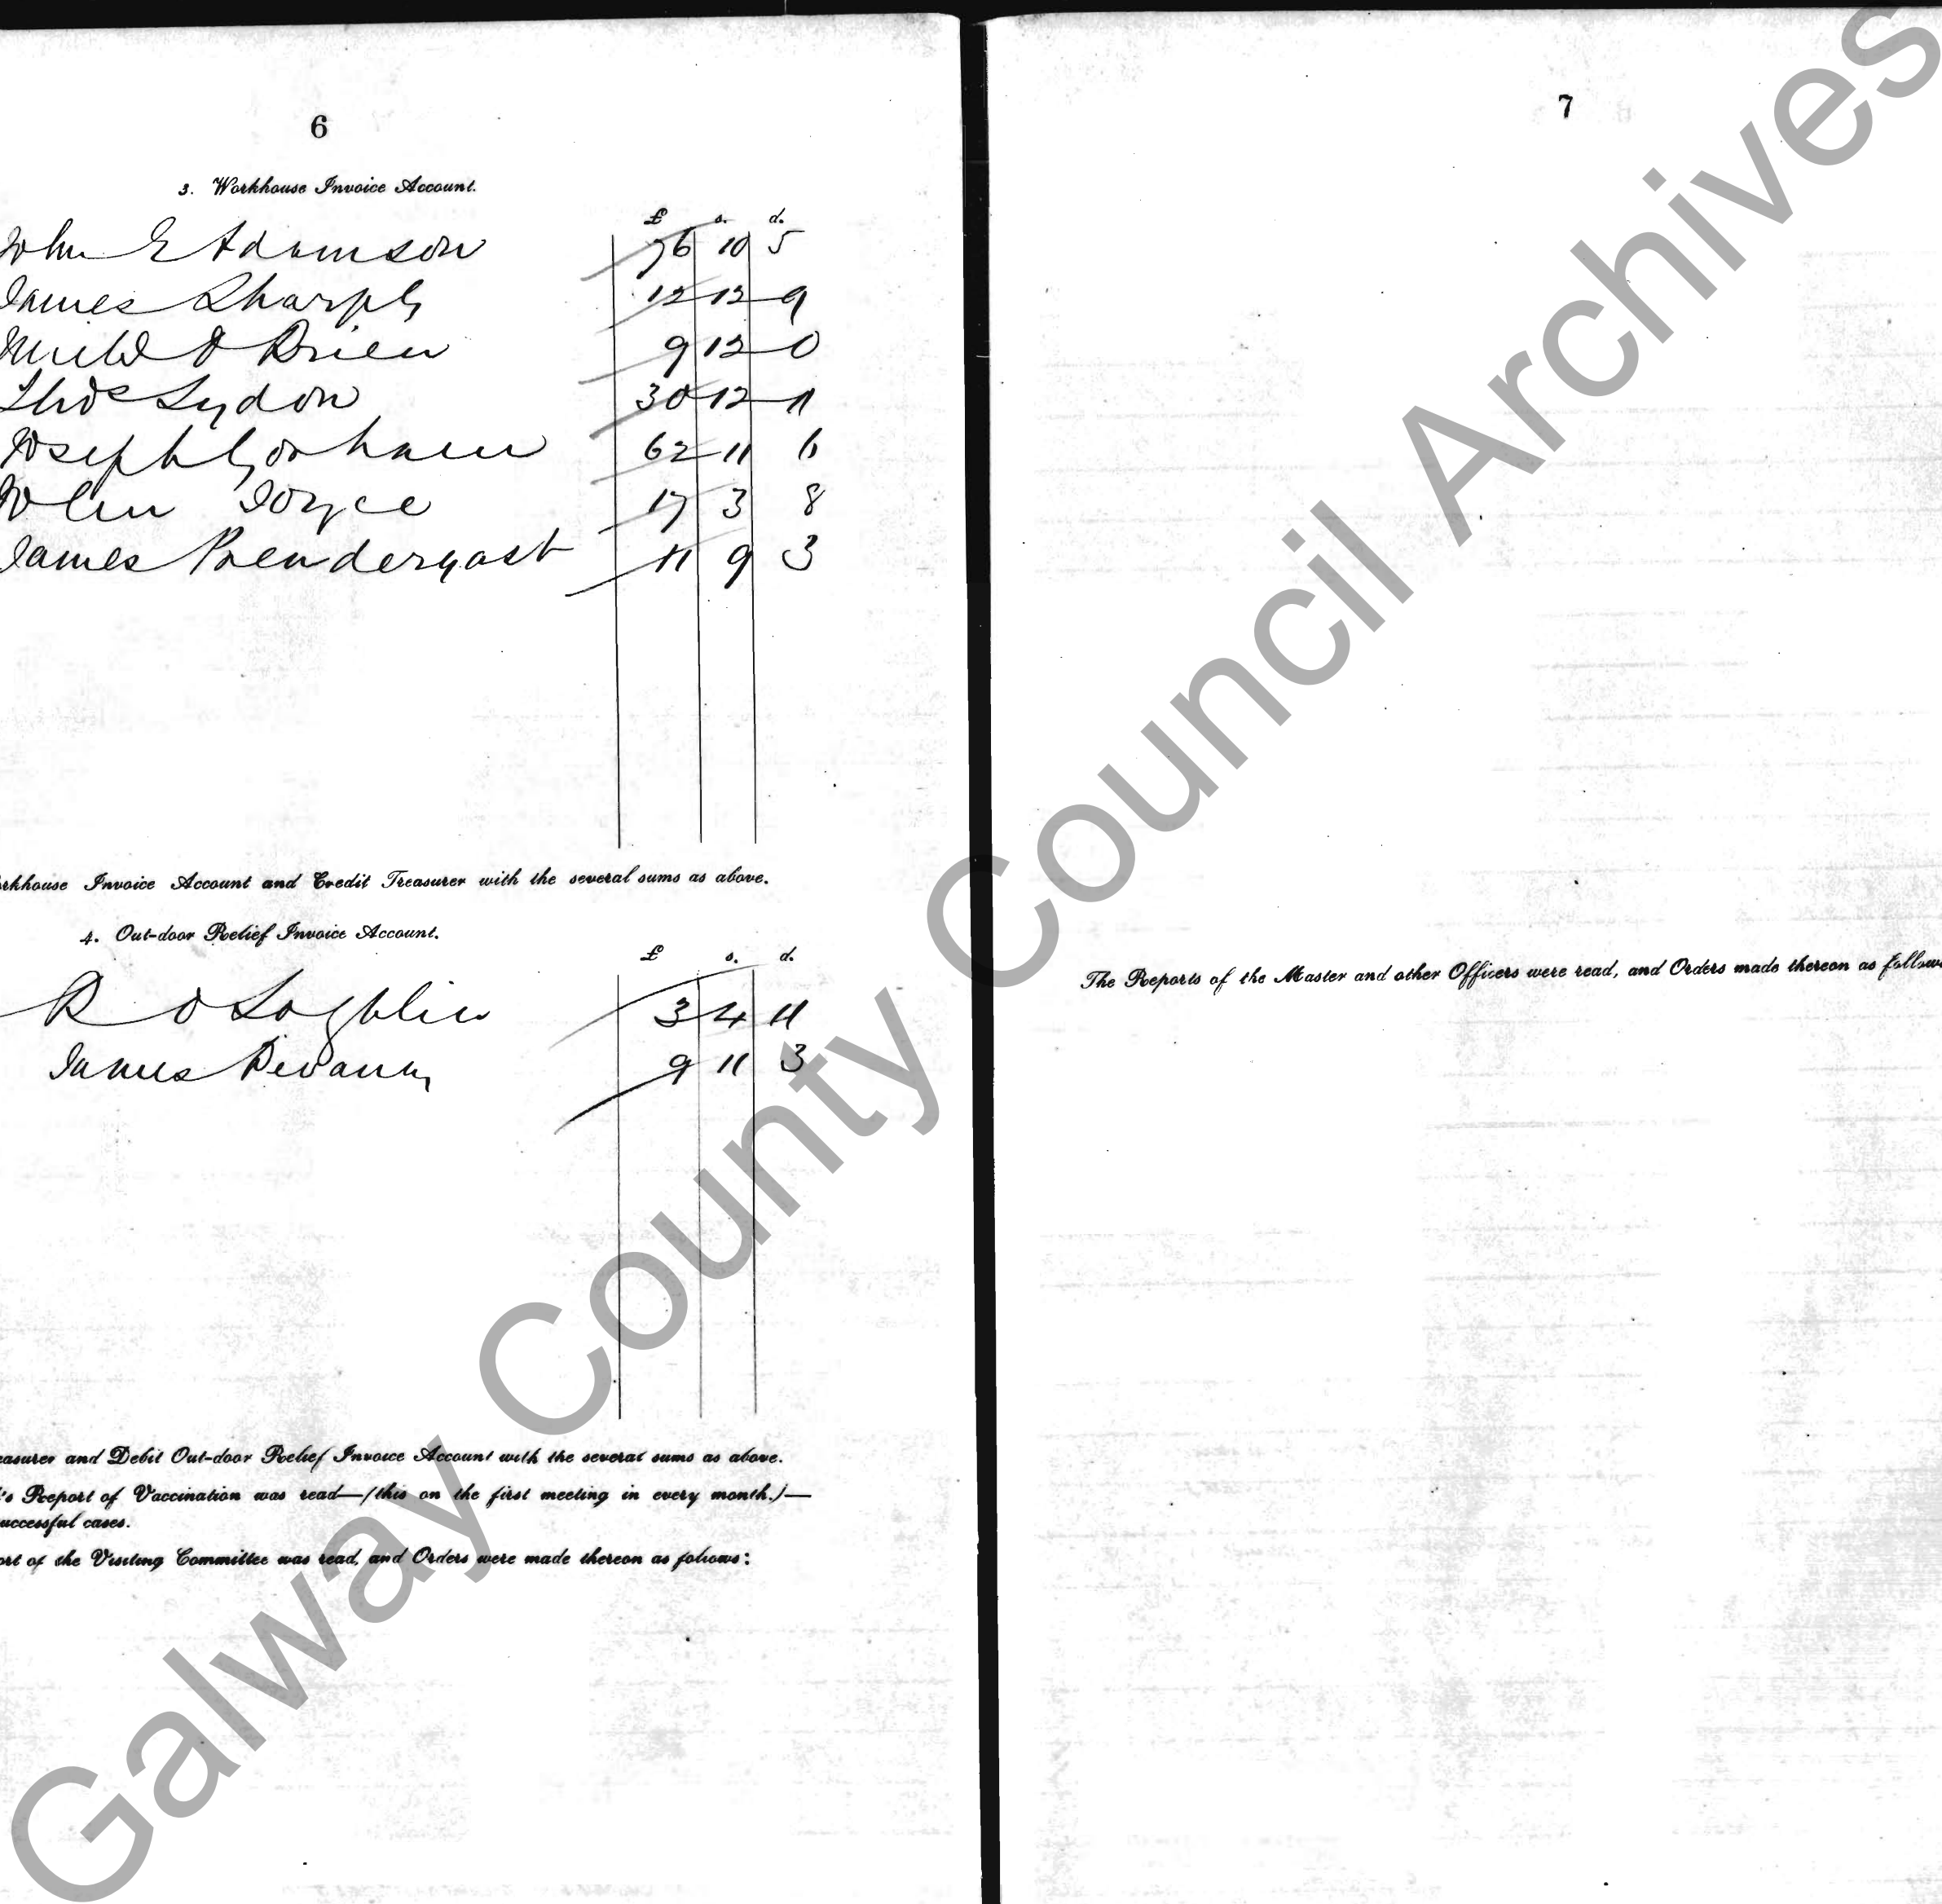 6
3. Workhouse Invoice Account.
£ s. d.
John E Adamson 76 10 5
James Sharply 12 12 9
O Brien 9 12 0
Thos Lydon 30 12 11
Joseph Gorham 62 11 6
John Joyce 17 3 8
James Prendergast 11 9 3
rkhouse Invoice Account and Credit Treasurer with the several sums as above.
4. Out-door Relief Invoice Account.
£ s. d.
R O Loghlin 3 4 11
James Devanny 9 11 3
easurer and Debit Out-door Relief Invoice Account with the several sums as above.
's Report of Vaccination was read—(this on the first meeting in every month.)—
uccessful cases.
ort of the Visiting Committee was read, and Orders were made thereon as follows:
7
The Reports of the Master and other Officers were read, and Orders made thereon as follow
Galway County Council Archives